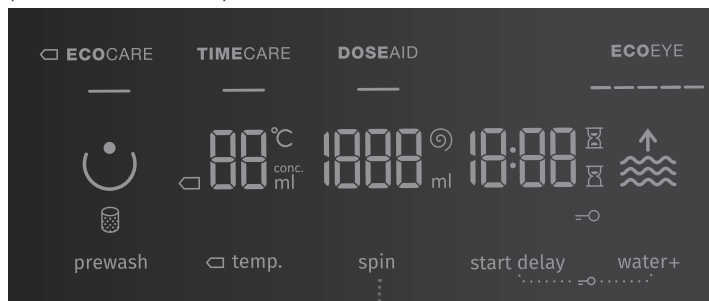 ECOCARE TIMECARE DOSEAID ECOEYE
88 °C 1888 18:88
conc.
ml ml
prewash temp. spin start delay water+